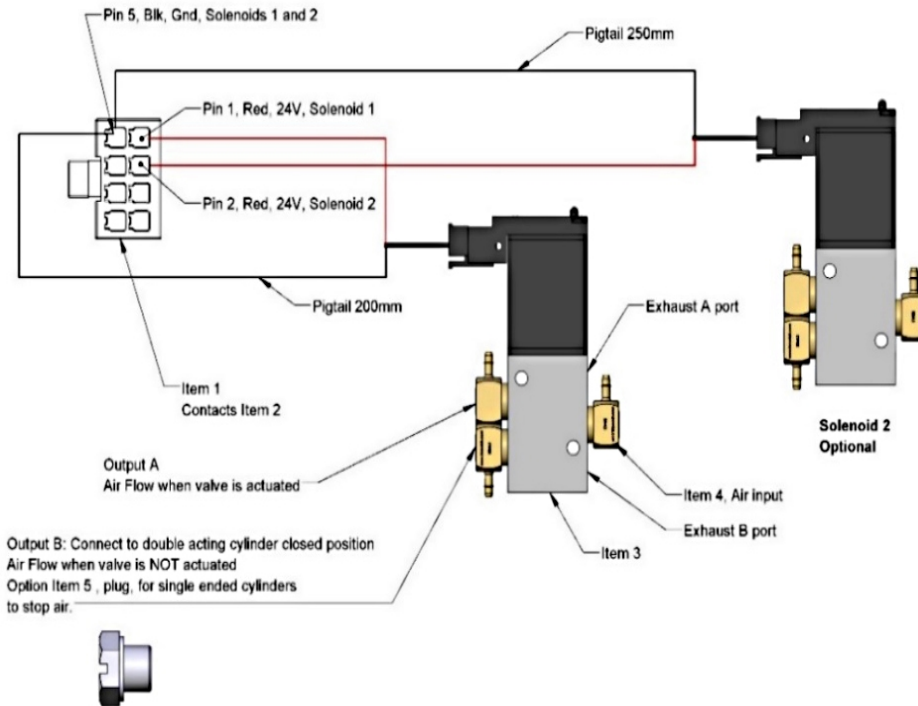 Pin 5, Blk, Gnd, Solenoids 1 and 2
Pigtail 250mm
Pin 1, Red, 24V, Solenoid 1
Pin 2, Red, 24V, Solenoid 2
Pigtail 200mm
Exhaust A port
Item 1
Contacts Item 2
Solenoid 2
Optional
Output A
Air Flow when valve is actuated
Item 4, Air input
Exhaust B port
Item 3
Output B: Connect to double acting cylinder closed position
Air Flow when valve is NOT actuated
Option Item 5 , plug, for single ended cylinders
to stop air.